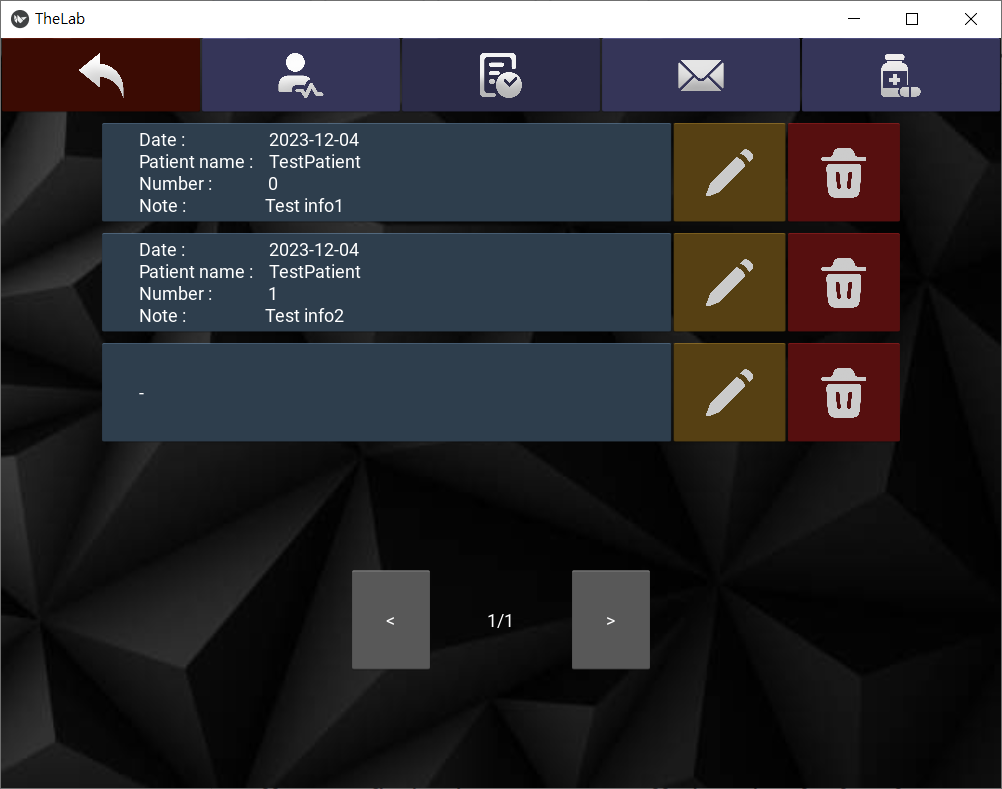 TheLab
Date : 2023-12-04
Patient name : TestPatient
Number : 0
Note : Test info1
Date : 2023-12-04
Patient name : TestPatient
Number : 1
Note : Test info2
-
< 1/1 >